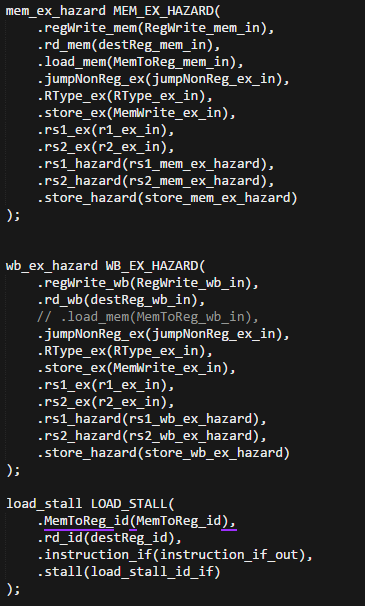 mem_ex_hazard MEM_EX_HAZARD(
.regWrite_mem(RegWrite_mem_in),
.rd_mem(destReg_mem_in),
.load_mem(MemToReg_mem_in),
.jumpNonReg_ex(jumpNonReg_ex_in),
.RType_ex(RType_ex_in),
.store_ex(MemWrite_ex_in),
.rs1_ex(r1_ex_in),
.rs2_ex(r2_ex_in),
.rs1_hazard(rs1_mem_ex_hazard),
.rs2_hazard(rs2_mem_ex_hazard),
.store_hazard(store_mem_ex_hazard)
);
wb_ex_hazard WB_EX_HAZARD(
.regWrite_wb(RegWrite_wb_in),
.rd_wb(destReg_wb_in),
// .load_mem(MemToReg_wb_in),
.jumpNonReg_ex(jumpNonReg_ex_in),
.RType_ex(RType_ex_in),
.store_ex(MemWrite_ex_in),
.rs1_ex(r1_ex_in),
.rs2_ex(r2_ex_in),
.rs1_hazard(rs1_wb_ex_hazard),
.rs2_hazard(rs2_wb_ex_hazard),
.store_hazard(store_wb_ex_hazard)
);
load_stall LOAD_STALL(
.MemToReg_id(MemToReg_id),
.rd_id(destReg_id),
.instruction_if(instruction_if_out),
.stall(load_stall_id_if)
);